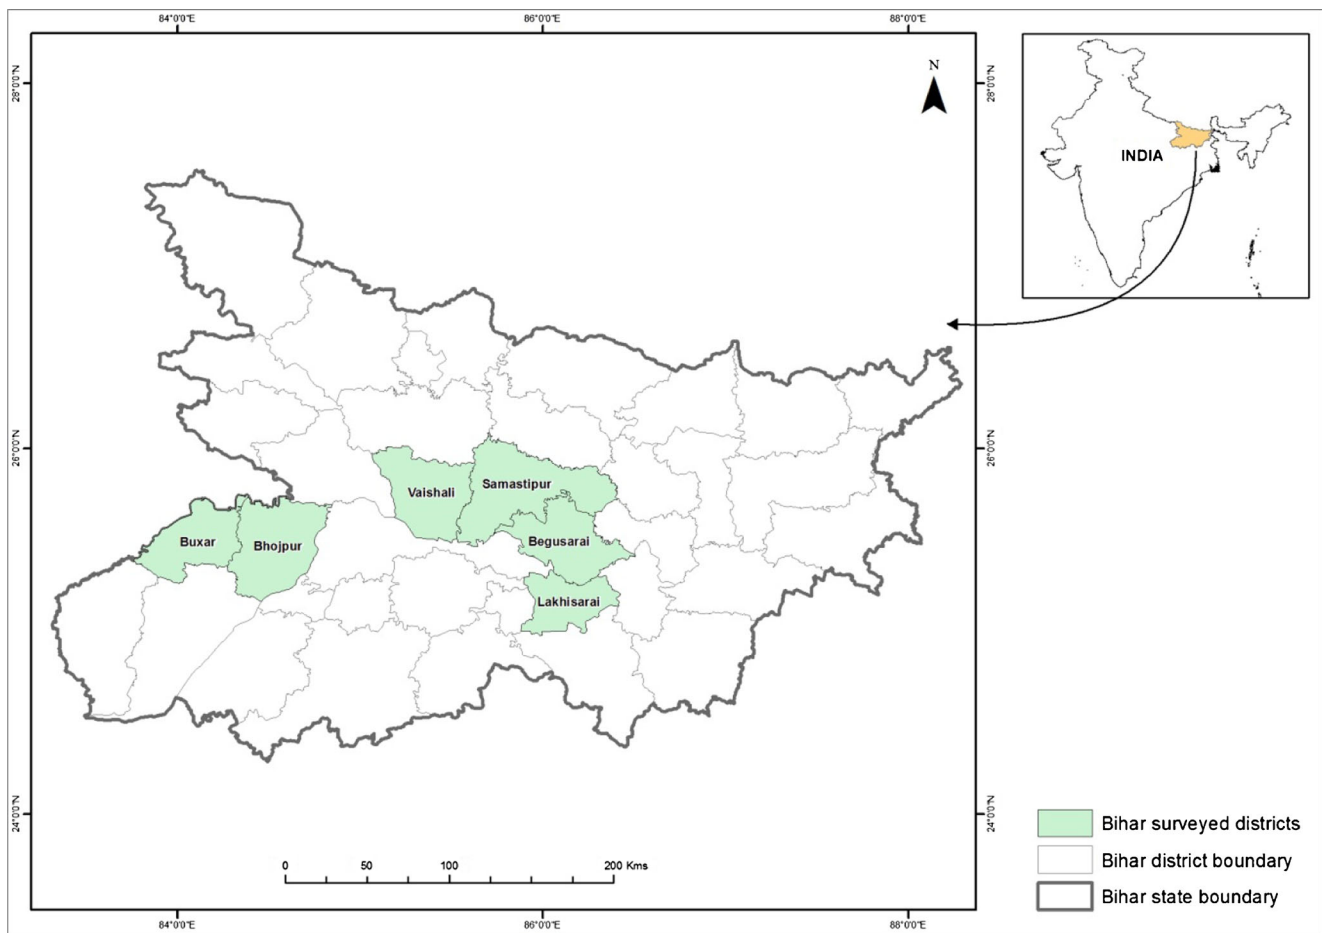 84°0'0"E 86°0'0"E 88°0'0"E
28°0'0"N
28°0'0"N
N
INDIA
26°0'0"N
26°0'0"N
Vaishali
Samastipur
Buxar
Bhojpur
Begusarai
Lakhisarai
24°0'0"N
24°0'0"N
0 50 100 200 Kms
Bihar surveyed districts
Bihar district boundary
Bihar state boundary
84°0'0"E 86°0'0"E 88°0'0"E